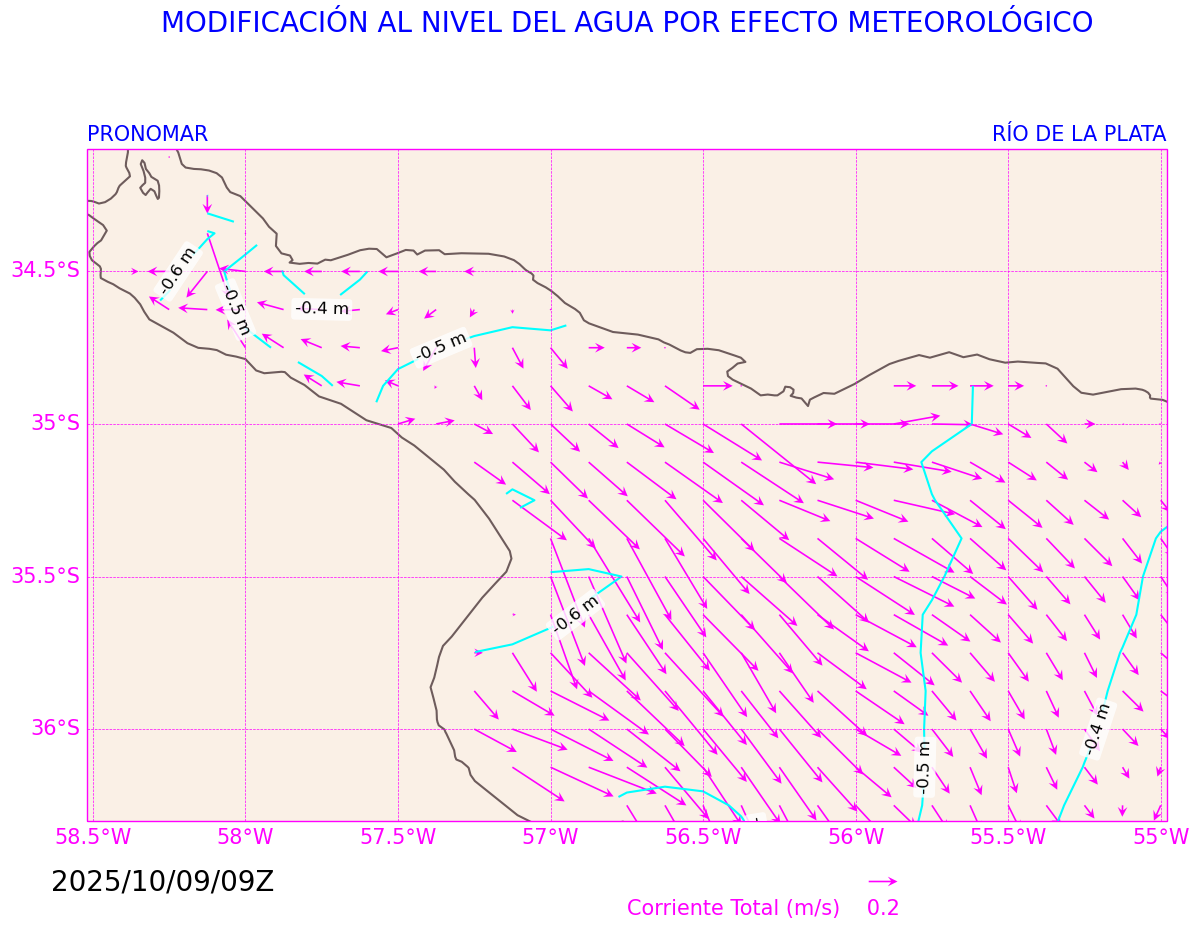 MODIFICACIÓN AL NIVEL DEL AGUA POR EFECTO METEOROLÓGICO
PRONOMAR
RÍO DE LA PLATA
34.5°S
35°S
35.5°S
36°S
-0.6 m
-0.5 m
-0.4 m
-0.5 m
-0.6 m
-0.5 m
-0.4 m
58.5°W
58°W
57.5°W
57°W
56.5°W
56°W
55.5°W
55°W
2025/10/09/09Z
Corriente Total (m/s)
0.2